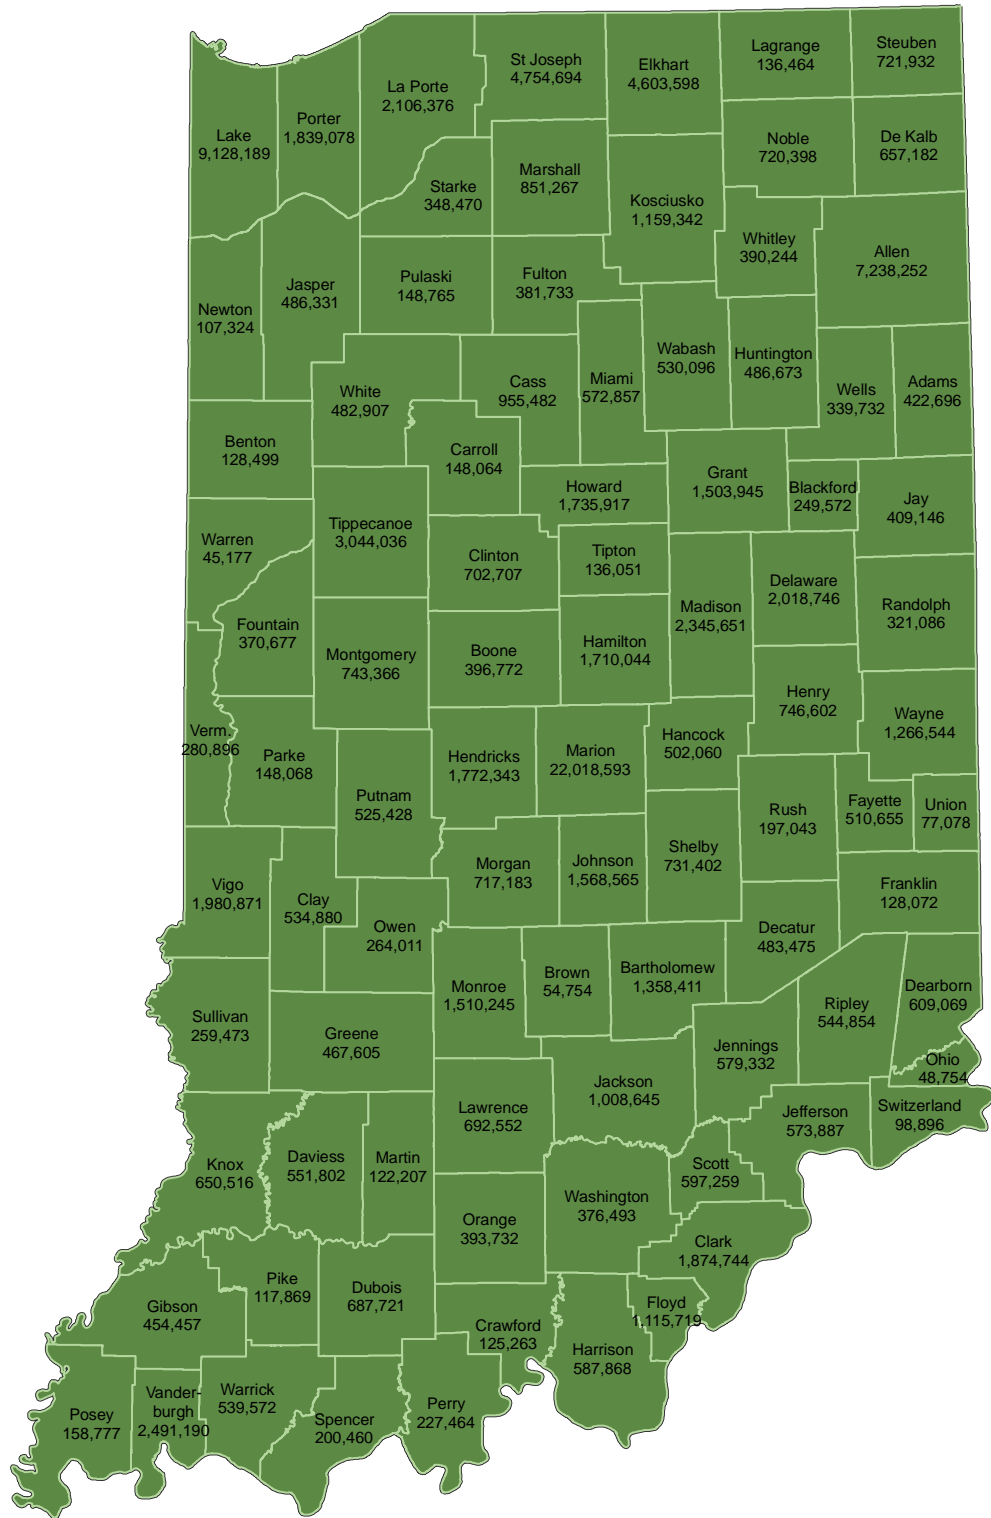 St Joseph
4,754,694
Elkhart
4,603,598
Lagrange
136,464
Steuben
721,932
La Porte
2,106,376
Porter
1,839,078
Lake
9,128,189
Noble
720,398
De Kalb
657,182
Marshall
851,267
Starke
348,470
Kosciusko
1,159,342
Whitley
390,244
Allen
7,238,252
Newton
107,324
Jasper
486,331
Pulaski
148,765
Fulton
381,733
Wabash
530,096
Huntington
486,673
White
482,907
Cass
955,482
Miami
572,857
Wells
339,732
Adams
422,696
Benton
128,499
Carroll
148,064
Howard
1,735,917
Grant
1,503,945
Blackford
249,572
Jay
409,146
Warren
45,177
Tippecanoe
3,044,036
Clinton
702,707
Tipton
136,051
Delaware
2,018,746
Randolph
321,086
Madison
2,345,651
Fountain
370,677
Montgomery
743,366
Boone
396,772
Hamilton
1,710,044
Henry
746,602
Wayne
1,266,544
Verm.
280,896
Parke
148,068
Putnam
525,428
Hendricks
1,772,343
Marion
22,018,593
Hancock
502,060
Rush
197,043
Fayette
510,655
Union
77,078
Vigo
1,980,871
Clay
534,880
Owen
264,011
Morgan
717,183
Johnson
1,568,565
Shelby
731,402
Franklin
128,072
Decatur
483,475
Sullivan
259,473
Greene
467,605
Monroe
1,510,245
Brown
54,754
Bartholomew
1,358,411
Ripley
544,854
Dearborn
609,069
Ohio
48,754
Jennings
579,332
Jackson
1,008,645
Lawrence
692,552
Jefferson
573,887
Switzerland
98,896
Knox
650,516
Daviess
551,802
Martin
122,207
Scott
597,259
Washington
376,493
Orange
393,732
Clark
1,874,744
Gibson
454,457
Pike
117,869
Dubois
687,721
Crawford
125,263
Floyd
1,115,719
Harrison
587,868
Posey
158,777
Vander-
burgh
2,491,190
Warrick
539,572
Spencer
200,460
Perry
227,464